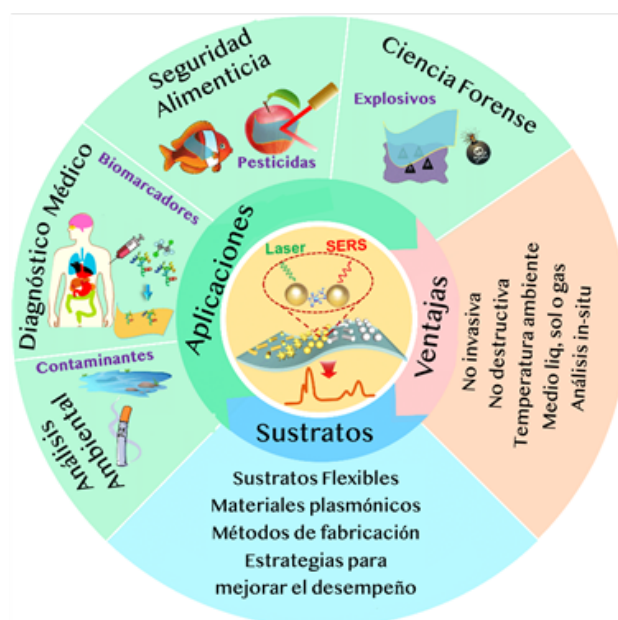 Seguridad
Alimenticia
Pesticidas
Ciencia Forense
Explosivos
Diagnóstico Médico
Biomarcadores
Análisis
Ambiental
Contaminantes
Aplicaciones
Laser
SERS
Ventajas
No invasiva
No destructiva
Temperatura ambiente
Medio liq, sol o gas
Análisis in-situ
Sustratos
Sustratos Flexibles
Materiales plasmónicos
Métodos de fabricación
Estrategias para
mejorar el desempeño